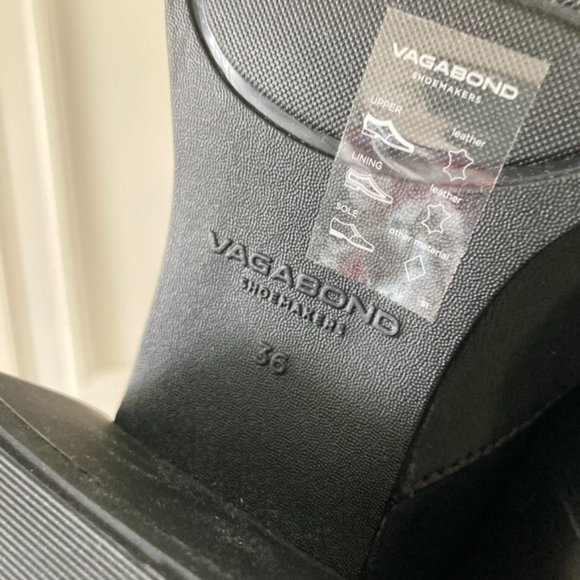 VAGABOND
SHOEMAKERS
UPPER
leather
LINING
leather
SOLE
other material
VAGABOND
SHOEMAKERS
36